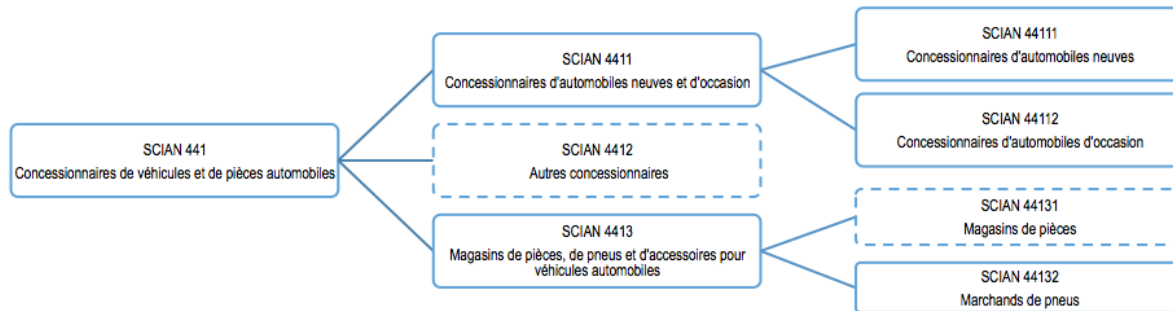 SCIAN 441
Concessionnaires de véhicules et de pièces automobiles
SCIAN 4411
Concessionnaires d'automobiles neuves et d'occasion
SCIAN 4412
Autres concessionnaires
SCIAN 4413
Magasins de pièces, de pneus et d'accessoires pour
véhicules automobiles
SCIAN 44111
Concessionnaires d'automobiles neuves
SCIAN 44112
Concessionnaires d'automobiles d'occasion
SCIAN 44131
Magasins de pièces
SCIAN 44132
Marchands de pneus